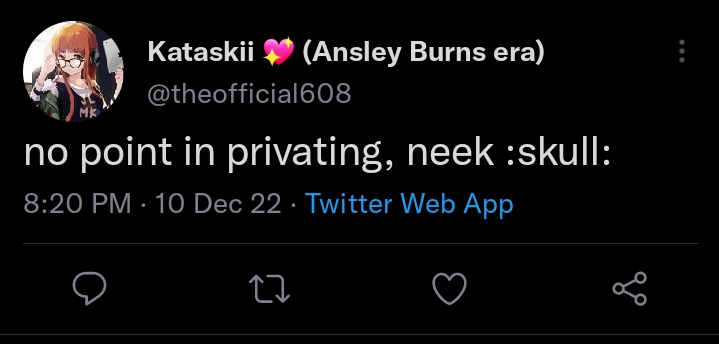 Kataskii 💖 (Ansley Burns era)
@theofficial608
no point in privating, neek :skull:
8:20 PM · 10 Dec 22 · Twitter Web App